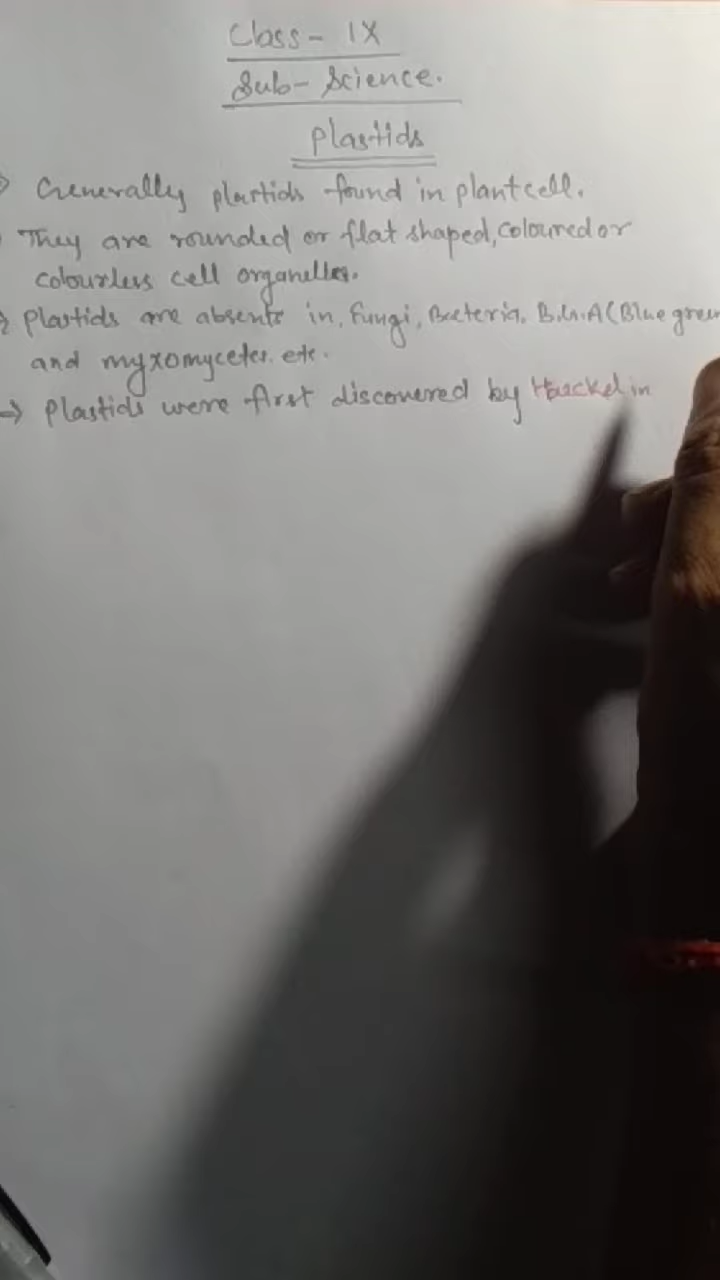 Class - IX
Sub - Science.
Plastids
Generally plastids found in plant cell.
They are rounded or flat shaped, coloured or
colourless cell organelles.
→ Plastids are absents in, Fungi, Bacteria, B.G.A (Blue green
and myxomycetes. etc.
→ Plastids were first discovered by Haeckel in